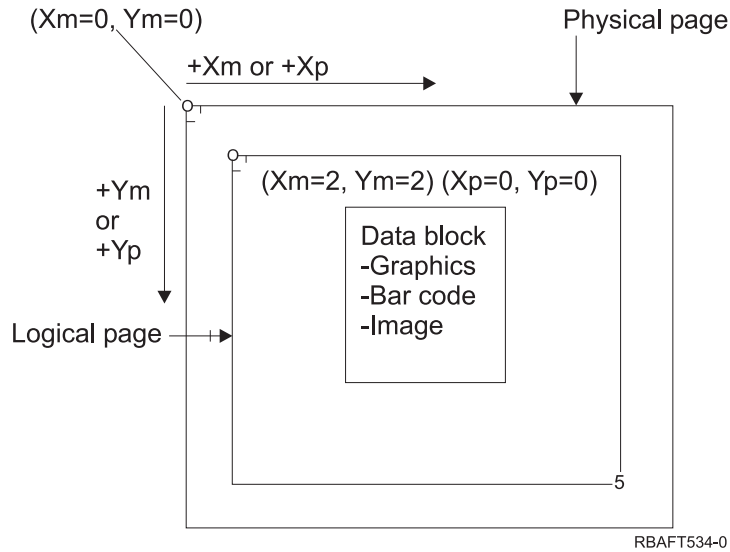 (Xm=0, Ym=0)
Physical page
+Xm or +Xp
+Ym
or
+Yp
(Xm=2, Ym=2) (Xp=0, Yp=0)
Data block
-Graphics
-Bar code
-Image
Logical page
5
RBAFT534-0